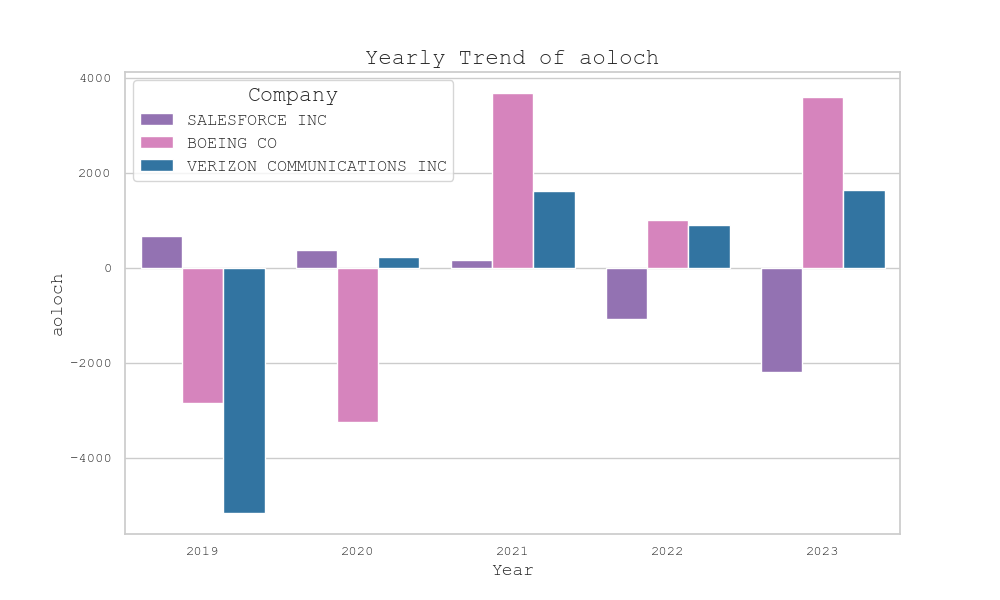 Yearly Trend of aoloch
Company
SALESFORCE INC
BOEING CO
VERIZON COMMUNICATIONS INC
4000
2000
0
−2000
−4000
aoloch
2019 2020 2021 2022 2023
Year